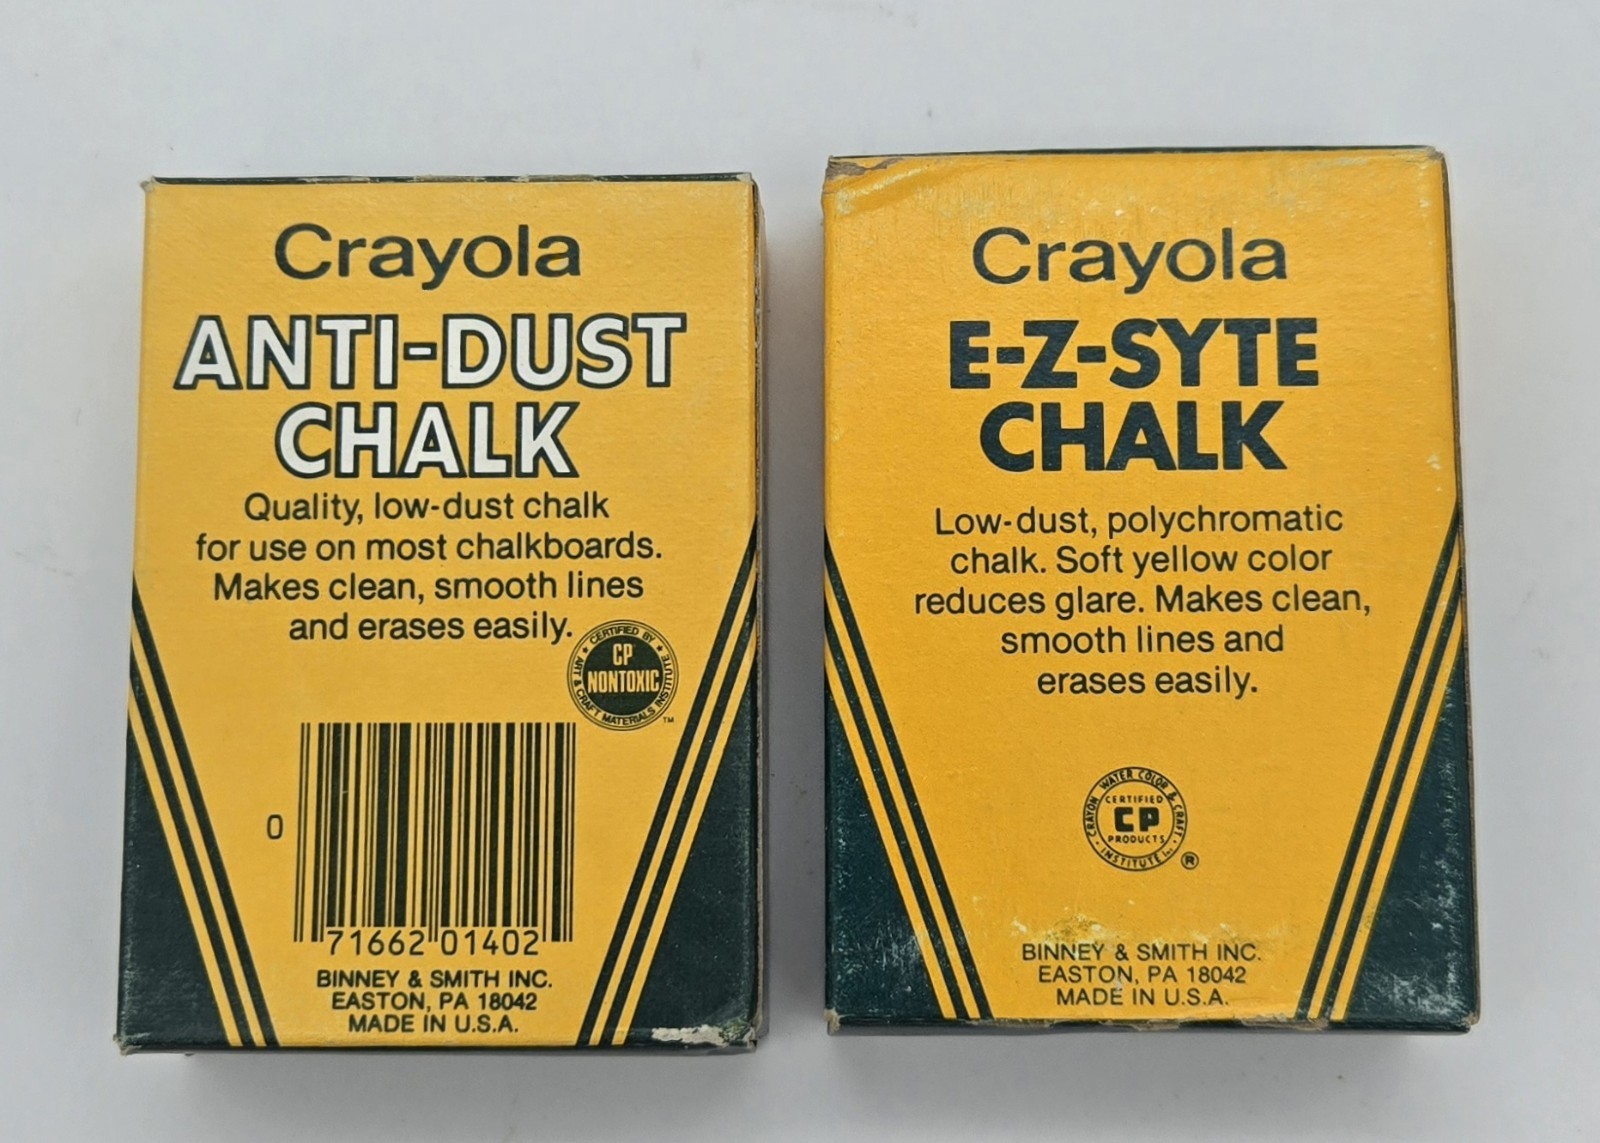 Crayola
ANTI-DUST
CHALK
Quality, low-dust chalk
for use on most chalkboards.
Makes clean, smooth lines
and erases easily.
CERTIFIED BY
ART & CRAFT MATERIALS INSTITUTE
CP
NONTOXIC
TM
0
71662 01402
BINNEY & SMITH INC.
EASTON, PA 18042
MADE IN U.S.A.
Crayola
E-Z-SYTE
CHALK
Low-dust, polychromatic
chalk. Soft yellow color
reduces glare. Makes clean,
smooth lines and
erases easily.
CRAYON WATER COLOR & CRAFT
INSTITUTE Inc.
CERTIFIED
CP
PRODUCTS
®
BINNEY & SMITH INC.
EASTON, PA 18042
MADE IN U.S.A.